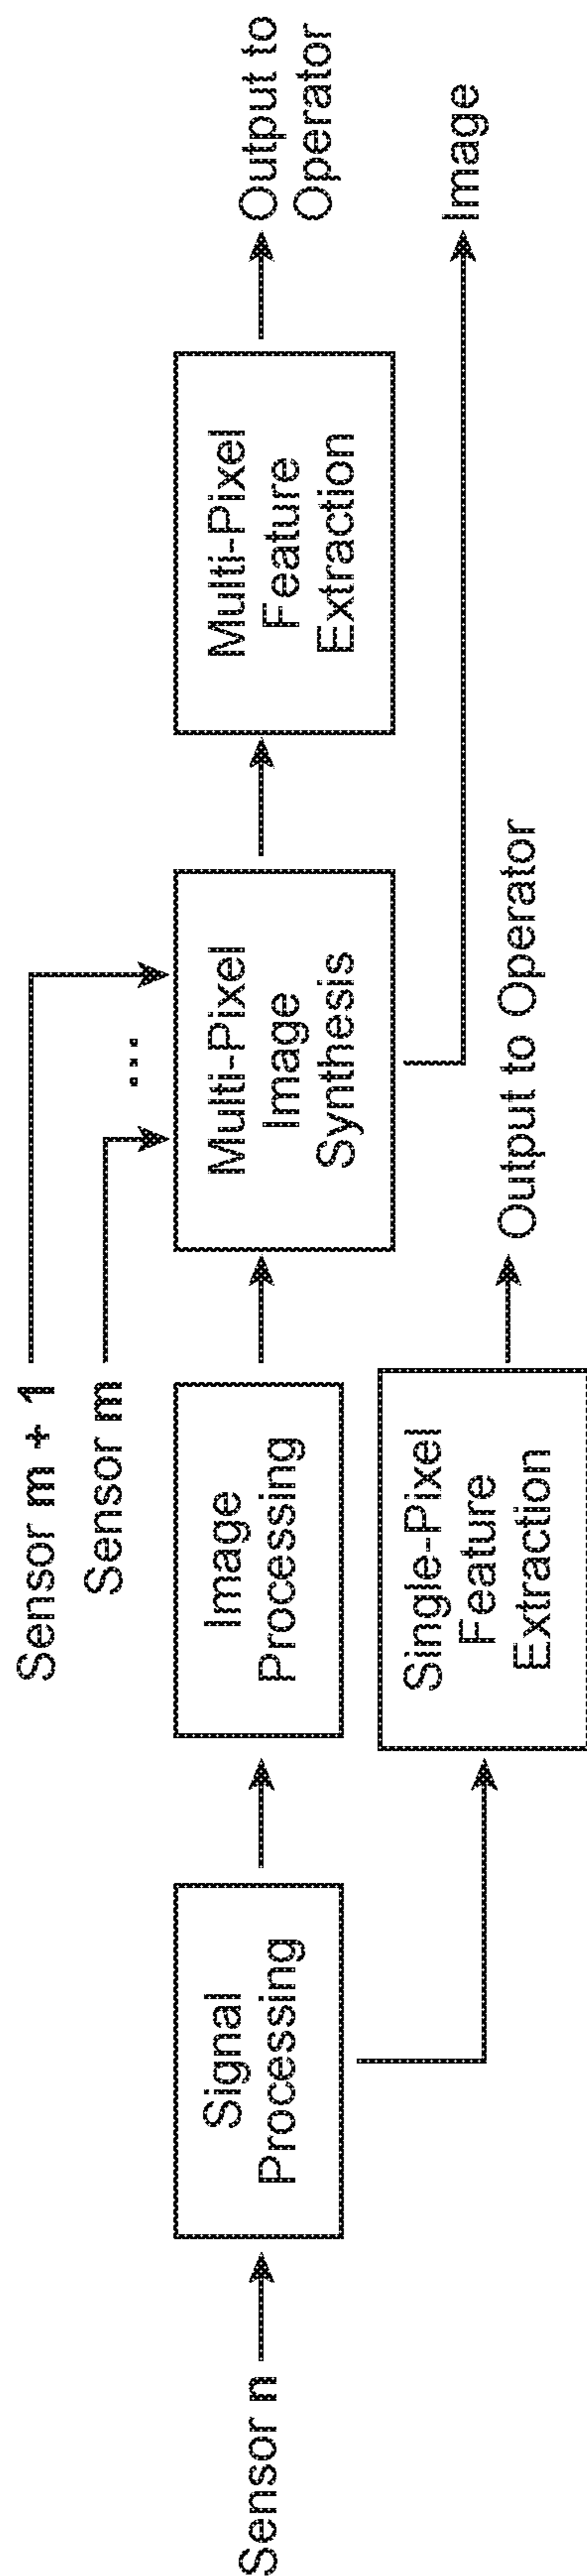 Sensor m + 1
Sensor m
...
Sensor n
Signal
Processing
Image
Processing
Multi-Pixel
Image
Synthesis
Multi-Pixel
Feature
Extraction
Output to
Operator
Single-Pixel
Feature
Extraction
Output to Operator
Image